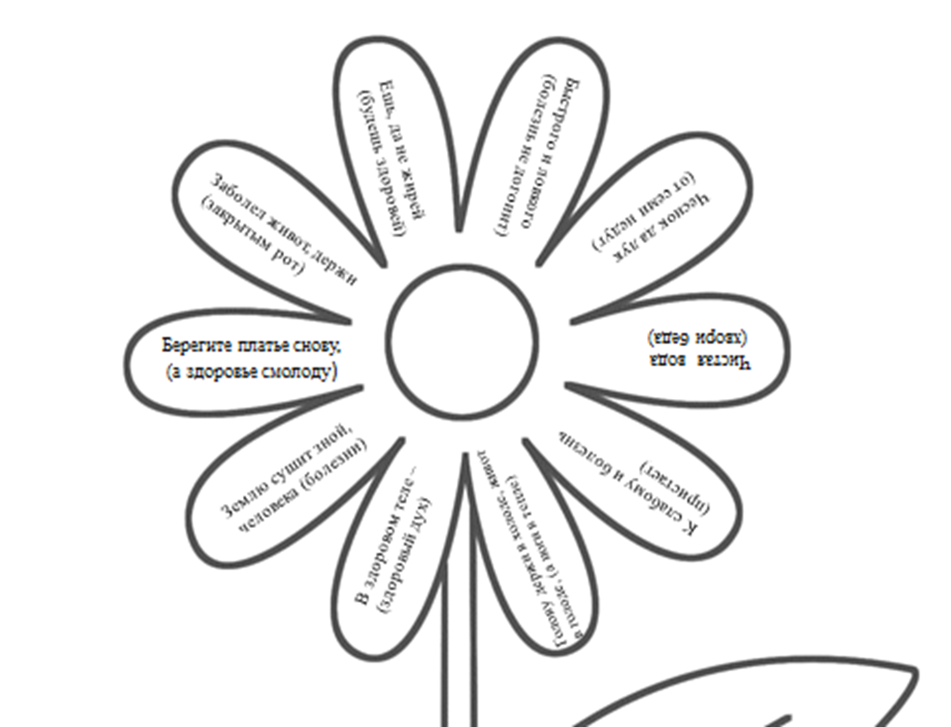 Ешь, да не жирей
(будешь здоровей)
Быстрого и ловкого
(болезнь не догонит)
Чеснок да лук
(от семи недуг)
Чистая вода
(хвори беда)
К слабому и болезнь
(пристает)
Голову держи в холоде, живот
в голоде, (а ноги в тепле)
В здоровом теле –
(здоровый дух)
Землю сушит зной,
человека (болезни)
Берегите платье снову,
(а здоровье смолоду)
Заболел живот, держи
(закрытым рот)